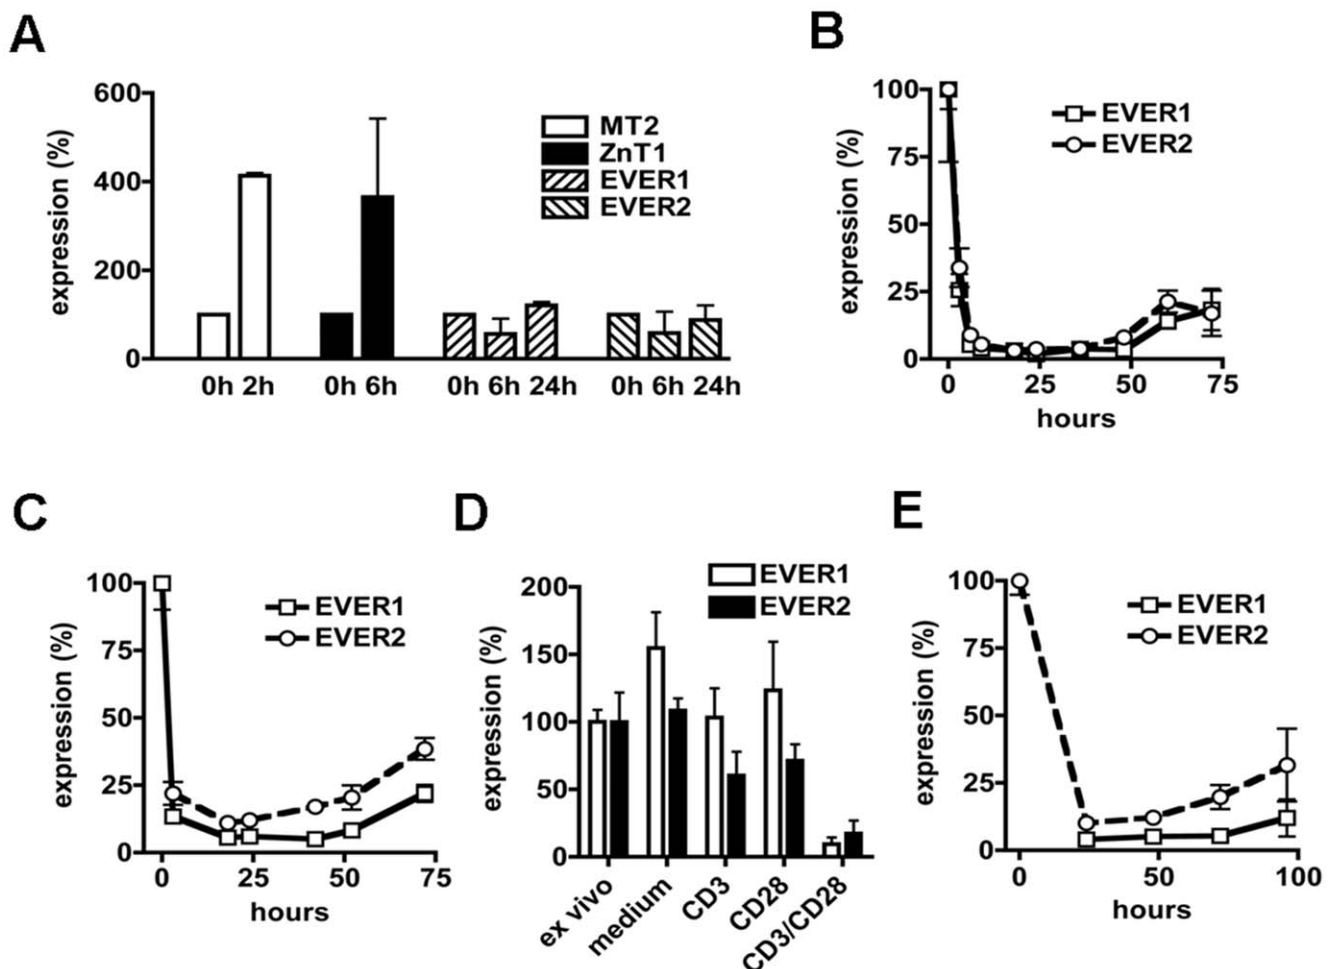 A
expression (%)
600
400
200
0
MT2
ZnT1
EVER1
EVER2
0h 2h
0h 6h
0h 6h 24h
0h 6h 24h
B
expression (%)
100
75
50
25
0
EVER1
EVER2
0
25
50
75
hours
C
expression (%)
100
75
50
25
0
EVER1
EVER2
0
25
50
75
hours
D
expression (%)
200
150
100
50
0
EVER1
EVER2
ex vivo
medium
CD3
CD28
CD3/CD28
E
expression (%)
100
75
50
25
0
EVER1
EVER2
0
50
100
hours